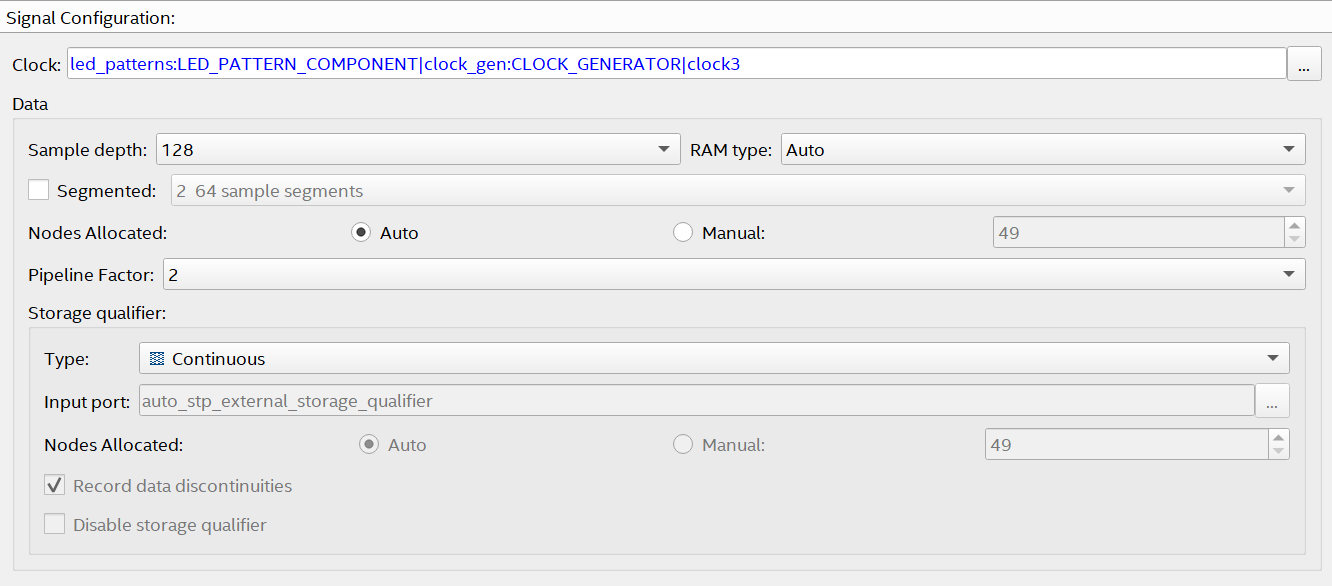 Signal Configuration:
Clock: led_patterns:LED_PATTERN_COMPONENT|clock_gen:CLOCK_GENERATOR|clock3 ...
Data
Sample depth: 128 RAM type: Auto
Segmented: 2 64 sample segments
Nodes Allocated: Auto Manual: 49
Pipeline Factor: 2
Storage qualifier:
Type: Continuous
Input port: auto_stp_external_storage_qualifier ...
Nodes Allocated: Auto Manual: 49
Record data discontinuities
Disable storage qualifier